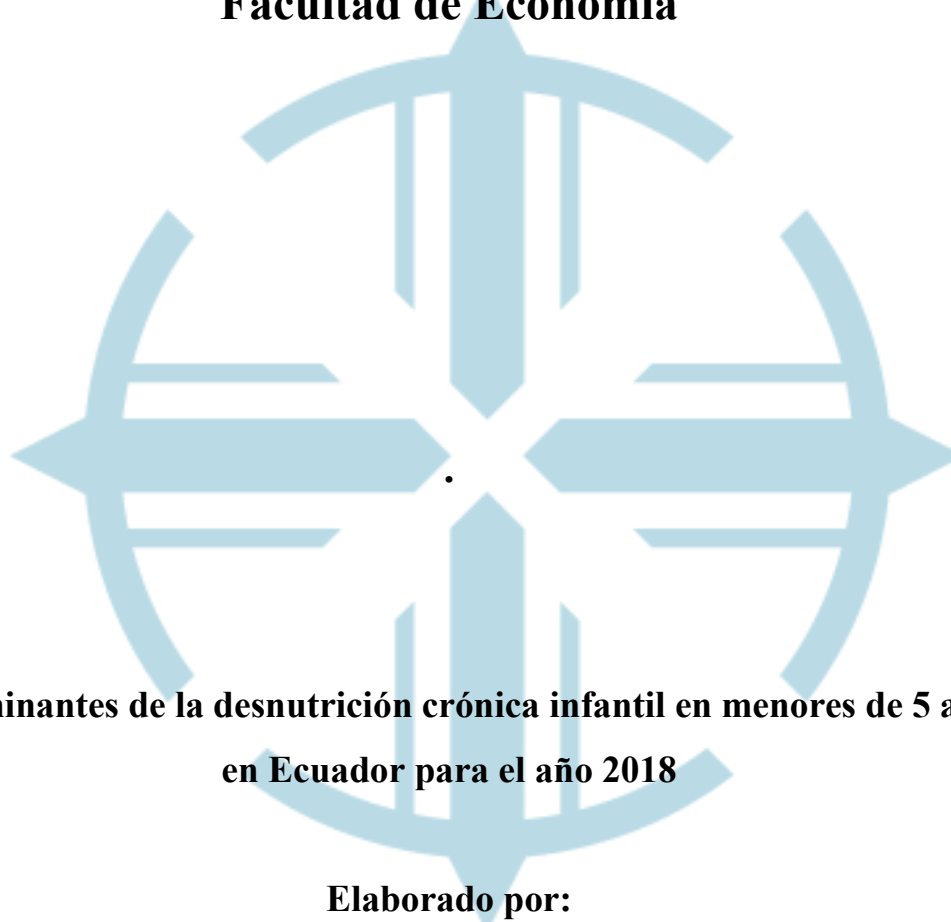 Facultad de Economía
.
inantes de la desnutrición crónica infantil en menores de 5 a
en Ecuador para el año 2018
Elaborado por: